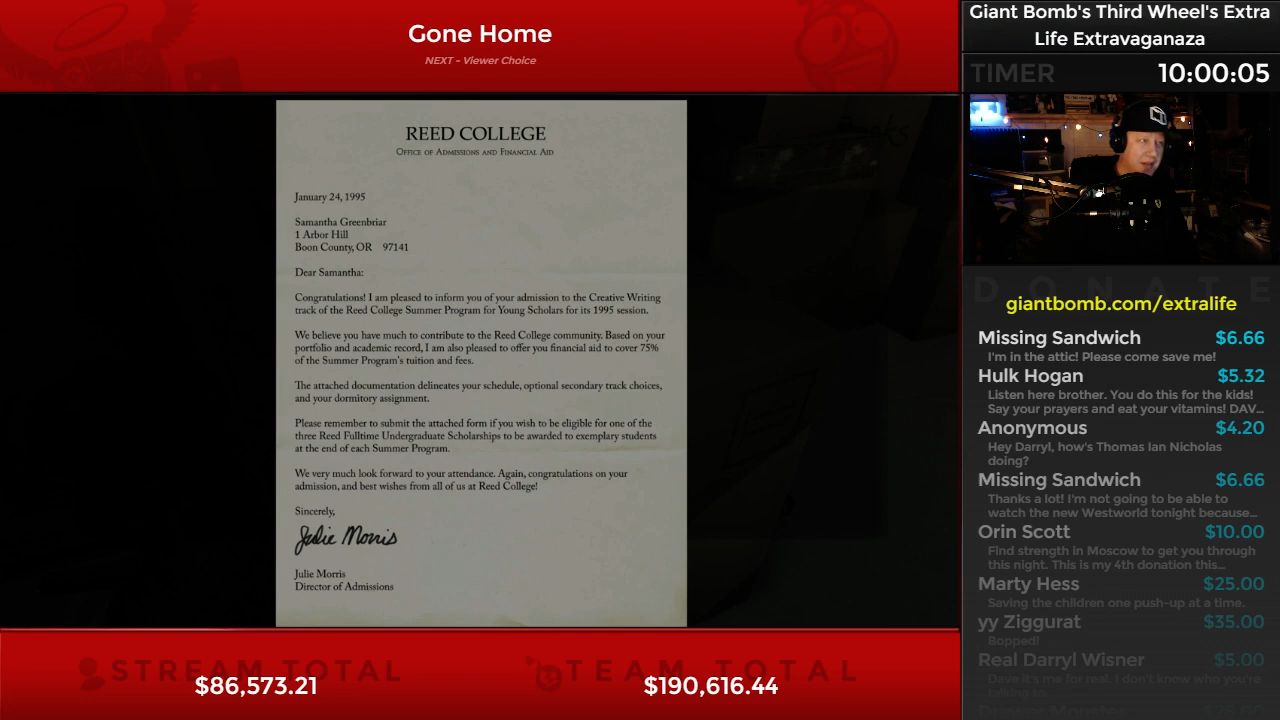 Gone Home
NEXT - Viewer Choice
REED COLLEGE
Office of Admissions and Financial Aid
January 24, 1995
Samantha Greenbriar
1 Arbor Hill
Boon County, OR 97141
Dear Samantha:
Congratulations! I am pleased to inform you of your admission to the Creative Writing
track of the Reed College Summer Program for Young Scholars for its 1995 session.
We believe you have much to contribute to the Reed College community. Based on your
portfolio and academic record, I am also pleased to offer you financial aid to cover 75%
of the Summer Program's tuition and fees.
The attached documentation delineates your schedule, optional secondary track choices,
and your dormitory assignment.
Please remember to submit the attached form if you wish to be eligible for one of the
three Reed Fulltime Undergraduate Scholarships to be awarded to exemplary students
at the end of each Summer Program.
We very much look forward to your attendance. Again, congratulations on your
admission, and best wishes from all of us at Reed College!
Sincerely,
Julie Morris
Julie Morris
Director of Admissions
STREAM TOTAL
$86,573.21
TEAM TOTAL
$190,616.44
Giant Bomb's Third Wheel's Extra
Life Extravaganaza
TIMER 10:00:05
DONATE
giantbomb.com/extralife
Missing Sandwich $6.66
I'm in the attic! Please come save me!
Hulk Hogan $5.32
Listen here brother. You do this for the kids!
Say your prayers and eat your vitamins! DAV...
Anonymous $4.20
Hey Darryl, how's Thomas Ian Nicholas
doing?
Missing Sandwich $6.66
Thanks a lot! I'm not going to be able to
watch the new Westworld tonight because...
Orin Scott $10.00
Find strength in Moscow to get you through
this night. This is my 4th donation this...
Marty Hess $25.00
Saving the children one push-up at a time.
yy Ziggurat $35.00
Bopped!
Real Darryl Wisner $5.00
Dave it's me for real. I don't know who you're
talking to...